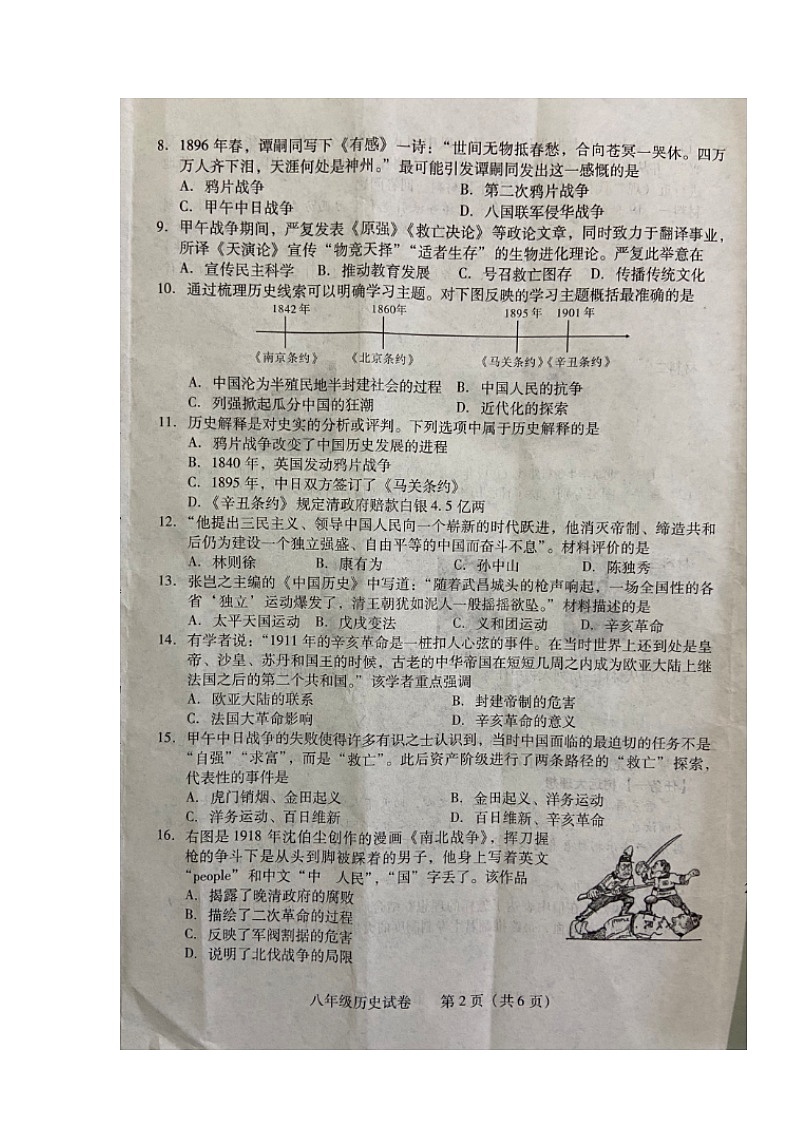 8. 1896 年春，谭嗣同写下《有感》一诗：“世间无物抵春愁，合向苍冥一哭休。四万
万人齐下泪，天涯何处是神州。”最可能引发谭嗣同发出这一感慨的是
A. 鸦片战争 B. 第二次鸦片战争
C. 甲午中日战争 D. 八国联军侵华战争
9. 甲午战争期间，严复发表《原强》《救亡决论》等政论文章，同时致力于翻译事业，
所译《天演论》宣传“物竞天择”“适者生存”的生物进化理论。严复此举意在
A. 宣传民主科学 B. 推动教育发展 C. 号召救亡图存 D. 传播传统文化
10. 通过梳理历史线索可以明确学习主题。对下图反映的学习主题概括最准确的是
1842 年 1860年 1895 年 1901 年
《南京条约》 《北京条约》 《马关条约》《辛丑条约》
A. 中国沦为半殖民地半封建社会的过程 B. 中国人民的抗争
C. 列强掀起瓜分中国的狂潮 D. 近代化的探索
11. 历史解释是对史实的分析或评判。下列选项中属于历史解释的是
A. 鸦片战争改变了中国历史发展的进程
B. 1840 年，英国发动鸦片战争
C. 1895 年，中日双方签订了《马关条约》
D.《辛丑条约》规定清政府赔款白银 4.5 亿两
12. “他提出三民主义、领导中国人民向一个崭新的时代跃进，他消灭帝制、缔造共和
后仍为建设一个独立强盛、自由平等的中国而奋斗不息”。材料评价的是
A. 林则徐 B. 康有为 C. 孙中山 D. 陈独秀
13. 张岂之主编的《中国历史》中写道：“随着武昌城头的枪声响起，一场全国性的各
省‘独立’运动爆发了，清王朝犹如泥人一般摇摇欲坠。”材料描述的是
A. 太平天国运动 B. 戊戌变法 C. 义和团运动 D. 辛亥革命
14. 有学者说：“1911 年的辛亥革命是一桩扣人心弦的事件。在当时世界上还到处是皇
帝、沙皇、苏丹和国王的时候，古老的中华帝国在短短几周之内成为欧亚大陆上继
法国之后的第二个共和国。”该学者重点强调
A. 欧亚大陆的联系 B. 封建帝制的危害
C. 法国大革命影响 D. 辛亥革命的意义
15. 甲午中日战争的失败使得许多有识之士认识到，当时中国面临的最迫切的任务不是
“自强”“求富”，而是“救亡”。此后资产阶级进行了两条路径的“救亡”探索，
代表性的事件是
A. 虎门销烟、金田起义 B. 金田起义、洋务运动
C. 洋务运动、百日维新 D. 百日维新、辛亥革命
16. 右图是 1918 年沈伯尘创作的漫画《南北战争》，挥刀握
枪的争斗下是从头到脚被踩着的男子，他身上写着英文
“people”和中文“中 人民”，“国”字丢了。该作品
A. 揭露了晚清政府的腐败
B. 描绘了二次革命的过程
C. 反映了军阀割据的危害
D. 说明了北伐战争的局限
八年级历史试卷 第 2 页（共 6 页）